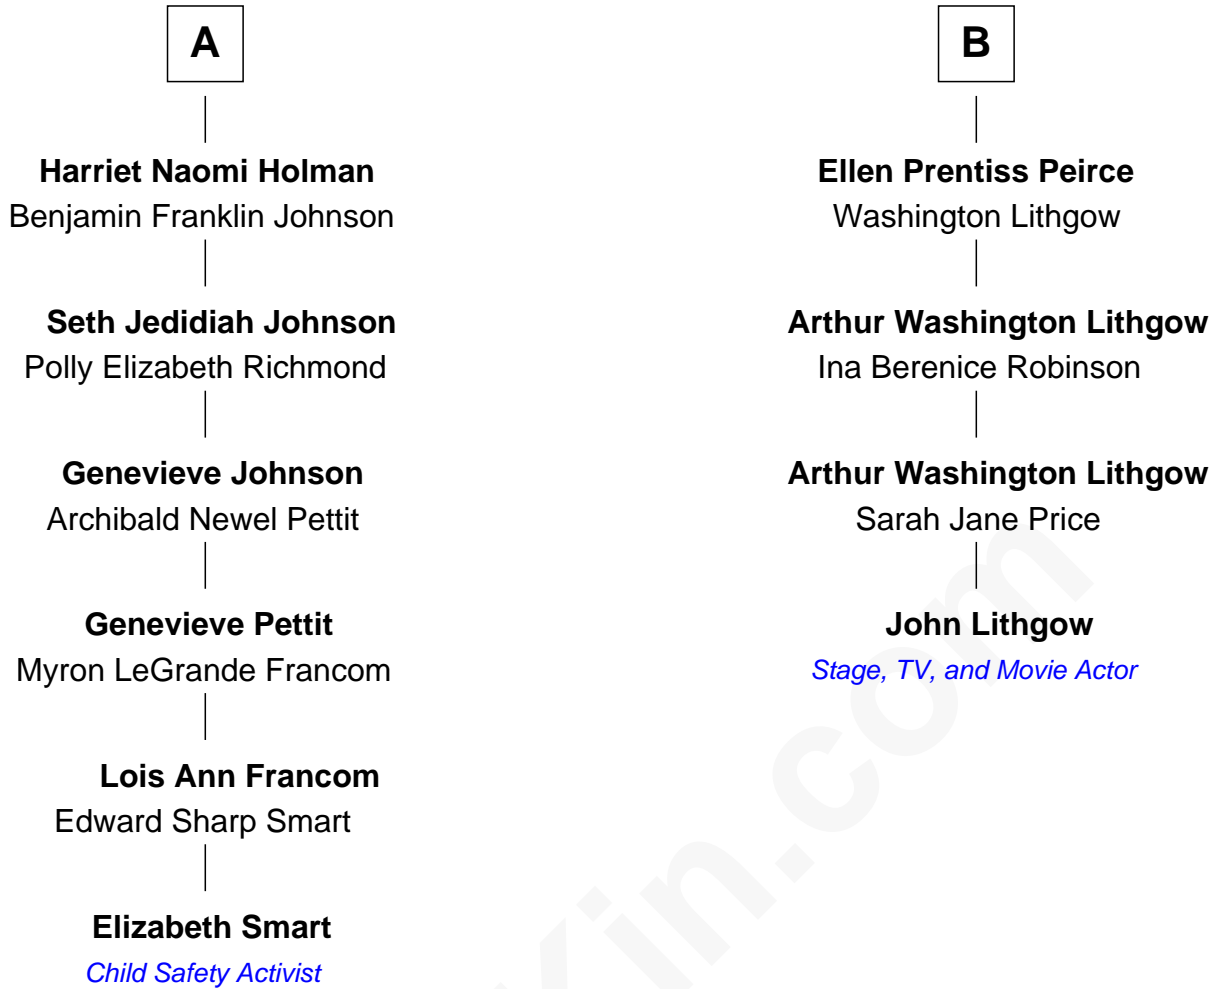 A
Harriet Naomi Holman
Benjamin Franklin Johnson
Seth Jedidiah Johnson
Polly Elizabeth Richmond
Genevieve Johnson
Archibald Newel Pettit
Genevieve Pettit
Myron LeGrande Francom
Lois Ann Francom
Edward Sharp Smart
Elizabeth Smart
Child Safety Activist
B
Ellen Prentiss Peirce
Washington Lithgow
Arthur Washington Lithgow
Ina Berenice Robinson
Arthur Washington Lithgow
Sarah Jane Price
John Lithgow
Stage, TV, and Movie Actor
Kin.com